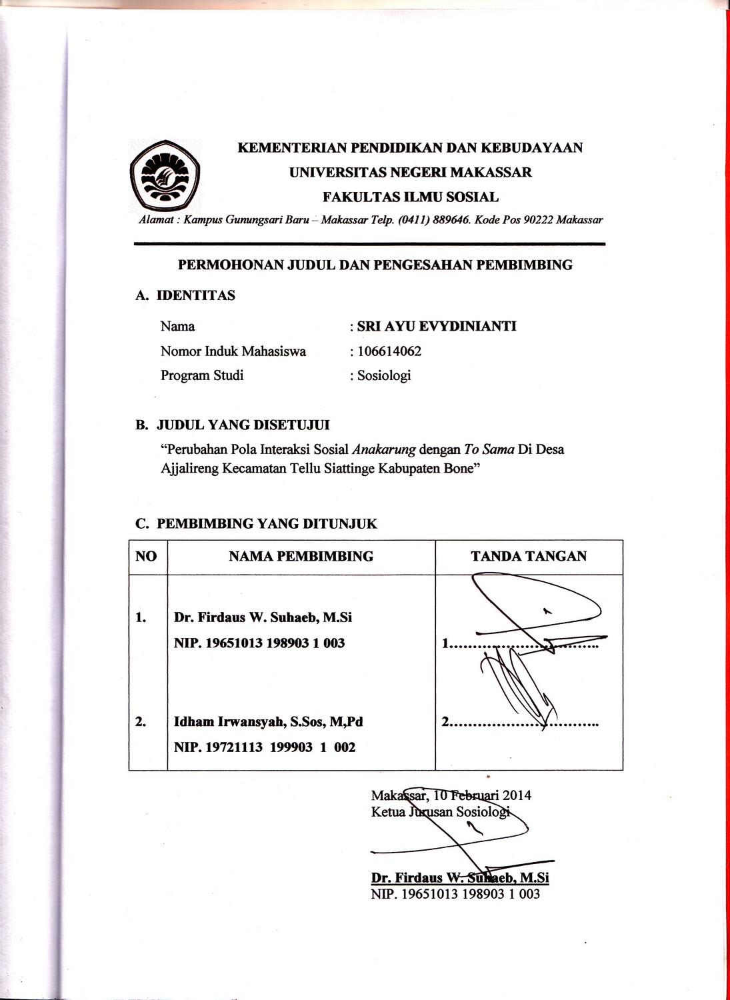 KEMENTERIAN PENDIDIKAN DAN KEBUDAYAAN
UNIVERSITAS NEGERI MAKASSAR
FAKULTAS ILMU SOSIAL
Alamat : Kampus Gunungsari Baru – Makassar Telp. (0411) 889646. Kode Pos 90222 Makassar
PERMOHONAN JUDUL DAN PENGESAHAN PEMBIMBING
A. IDENTITAS
Nama : SRI AYU EVYDINIANTI
Nomor Induk Mahasiswa : 106614062
Program Studi : Sosiologi
B. JUDUL YANG DISETUJUI
“Perubahan Pola Interaksi Sosial Anakarung dengan To Sama Di Desa
Ajjalireng Kecamatan Tellu Siattinge Kabupaten Bone”
C. PEMBIMBING YANG DITUNJUK
NO NAMA PEMBIMBING TANDA TANGAN
1. Dr. Firdaus W. Suhaeb, M.Si
NIP. 19651013 198903 1 003 1................................
2. Idham Irwansyah, S.Sos, M,Pd 2................................
NIP. 19721113 199903 1 002
Makassar, 10 Februari 2014
Ketua Jurusan Sosiologi
Dr. Firdaus W. Suhaeb, M.Si
NIP. 19651013 198903 1 003